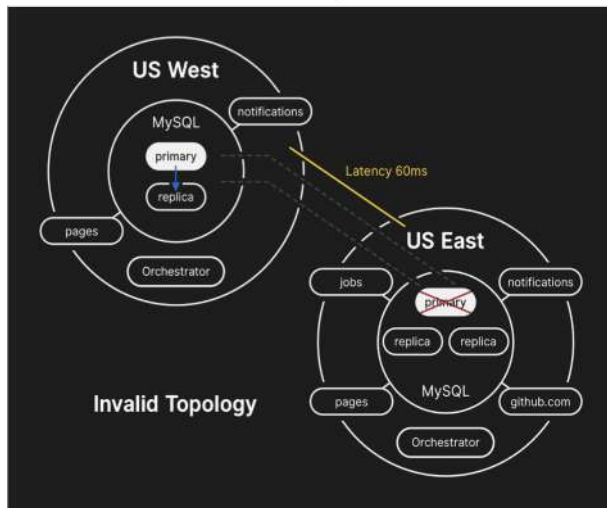 US West
MySQL
notifications
primary
replica
pages
Orchestrator
Latency 60ms
US East
jobs
notifications
primary
replica
replica
MySQL
pages
github.com
Orchestrator
Invalid Topology